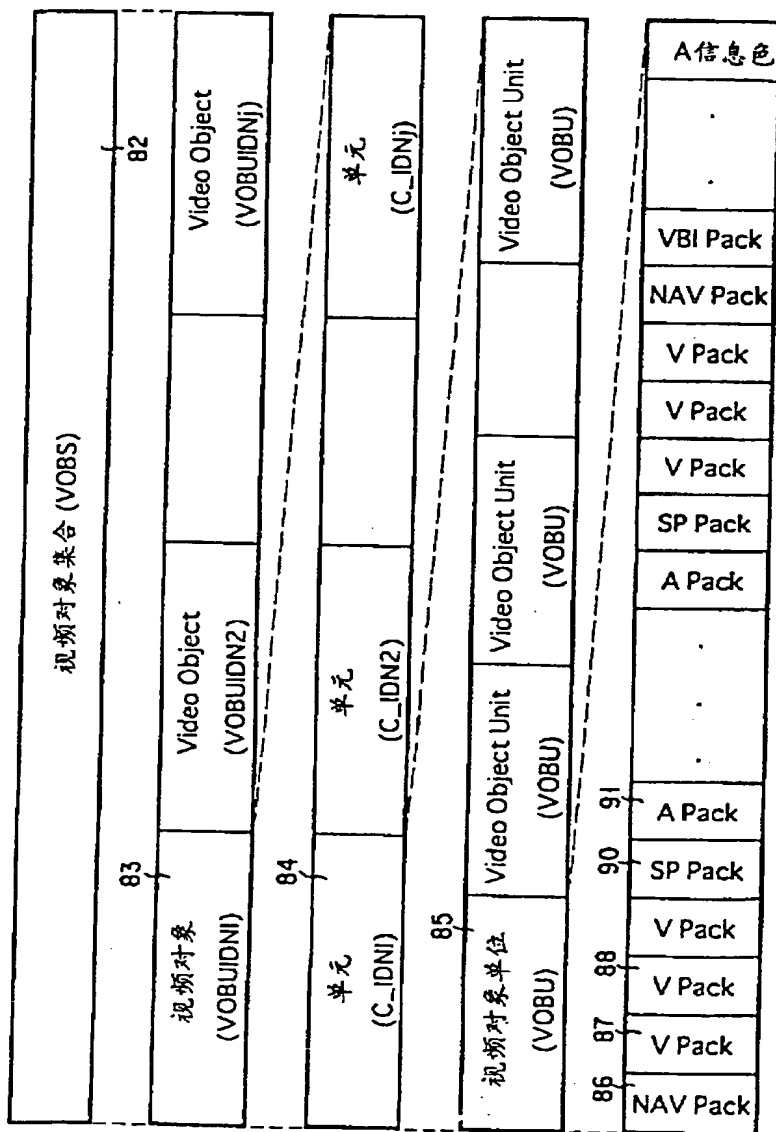 视频对象集合 (VOBS)
82
83
视频对象
(VOBUIDNI)
Video Object
(VOBUIDN2)
Video Object
(VOBUIDNj)
84
单元
(C_IDNI)
单元
(C_IDN2)
单元
(C_IDNj)
85
视频对象单位
(VOBU)
Video Object Unit
(VOBU)
Video Object Unit
(VOBU)
Video Object Unit
(VOBU)
86
87
88
90
91
NAV Pack
V Pack
V Pack
V Pack
SP Pack
A Pack
. . .
A Pack
SP Pack
V Pack
V Pack
V Pack
NAV Pack
VBI Pack
. .
A信息色